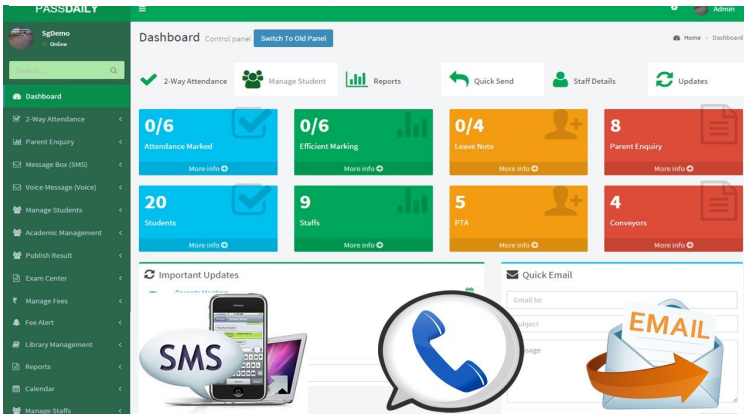 PASSDAILY
Admin
SgDemo
Online
Search...
Dashboard
2-Way Attendance
Parent Enquiry
Message Box (SMS)
Voice Message (Voice)
Manage Students
Academic Management
Publish Result
Exam Center
Manage Fees
Fee Alert
Library Management
Reports
Calendar
Manage Staffs
Dashboard Control panel Switch To Old Panel
Home > Dashboard
2-Way Attendance Manage Student Reports Quick Send Staff Details Updates
0/6 0/6 0/4 8
Attendance Marked Efficient Marking Leave Note Parent Enquiry
More info More info More info More info
20 9 5 4
Students Staffs PTA Conveyors
More info More info More info More info
Important Updates
Parents Meeting
SMS
Quick Email
Email to:
Subject
EMAIL